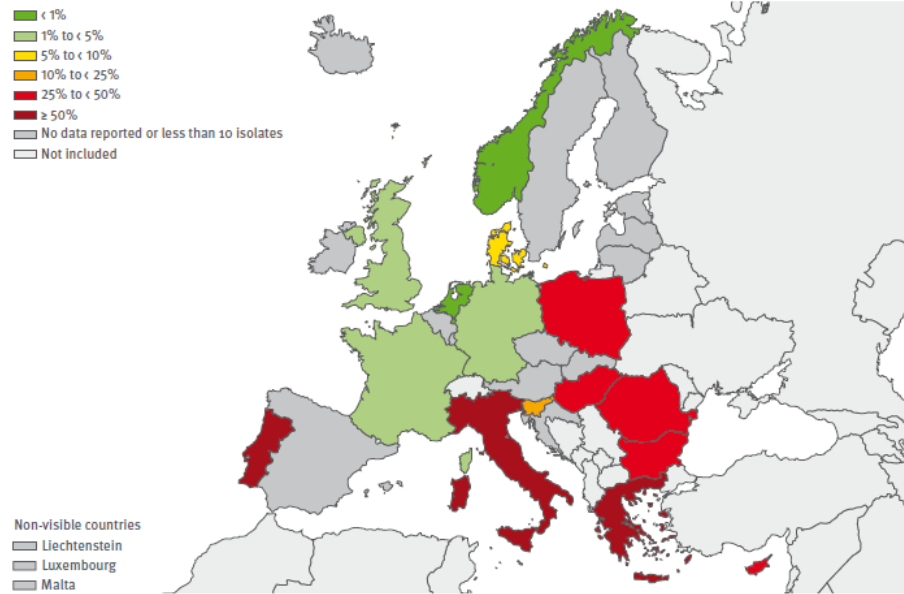 < 1%
1% to < 5%
5% to < 10%
10% to < 25%
25% to < 50%
≥ 50%
No data reported or less than 10 isolates
Not included
Non-visible countries
Liechtenstein
Luxembourg
Malta